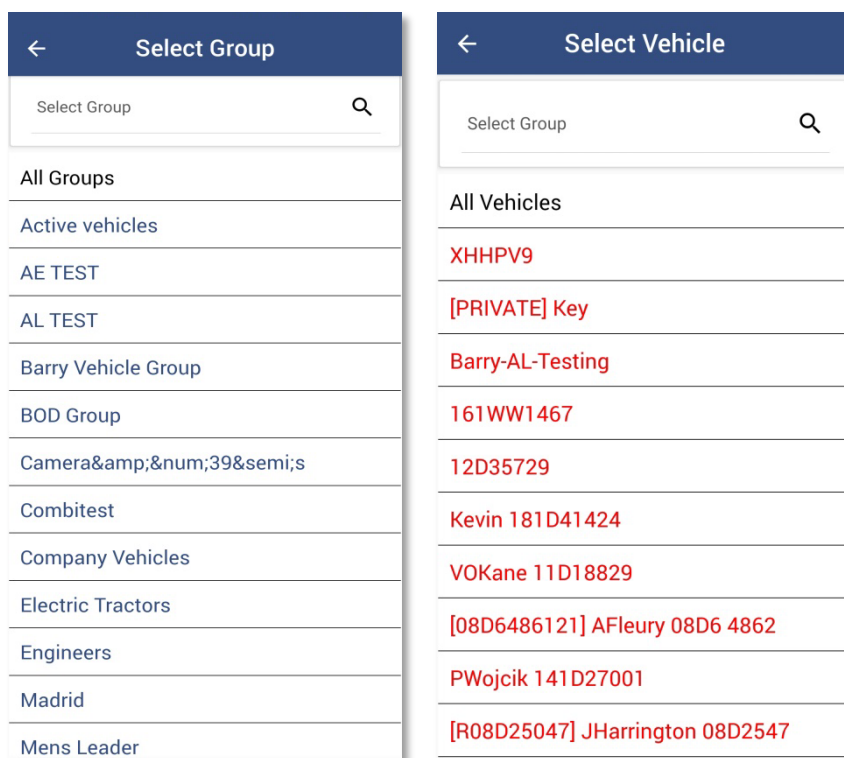 Select Group
Select Group
All Groups
Active vehicles
AE TEST
AL TEST
Barry Vehicle Group
BOD Group
Camera&amp;&num;39&semi;s
Combitest
Company Vehicles
Electric Tractors
Engineers
Madrid
Mens Leader
Select Vehicle
Select Group
All Vehicles
XHHPV9
[PRIVATE] Key
Barry-AL-Testing
161WW1467
12D35729
Kevin 181D41424
VOKane 11D18829
[08D6486121] AFleury 08D6 4862
PWojcik 141D27001
[R08D25047] JHarrington 08D2547